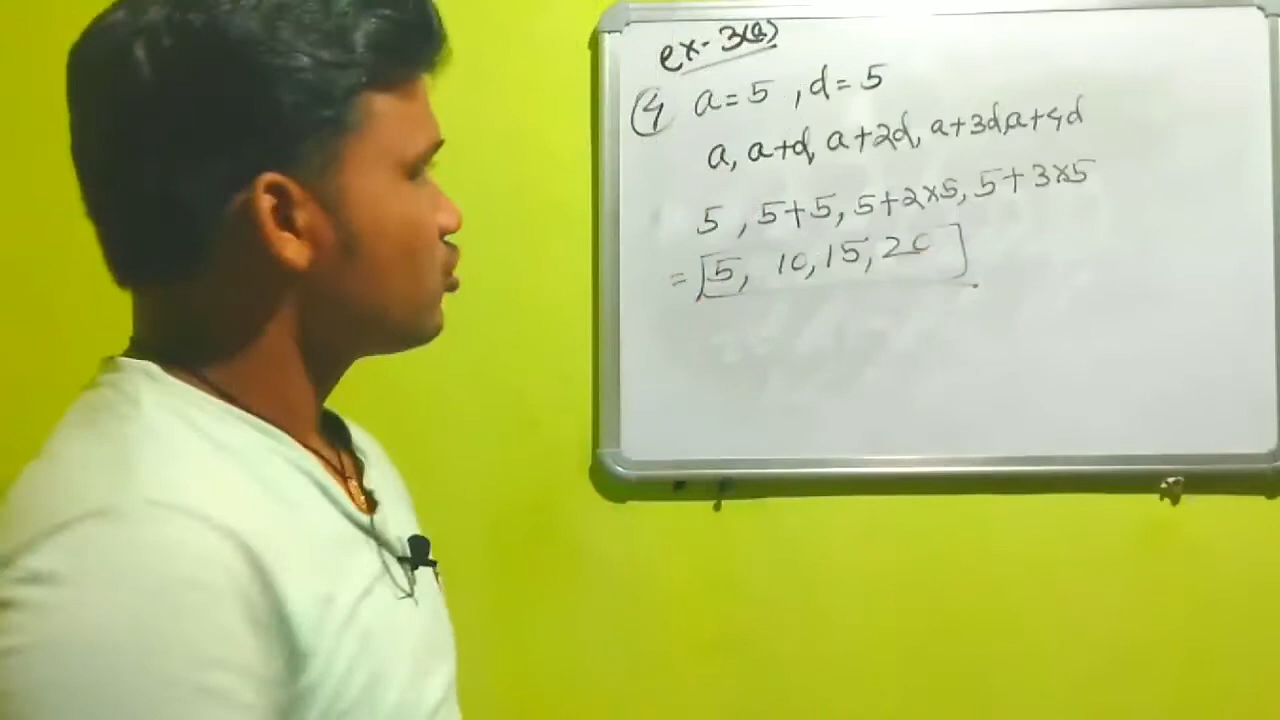 ex- 3(a)
(4) a=5 , d=5
a, a+d, a+2d, a+3d, a+4d
5 , 5+5, 5+2×5, 5+3×5
= [5, 10, 15, 20].